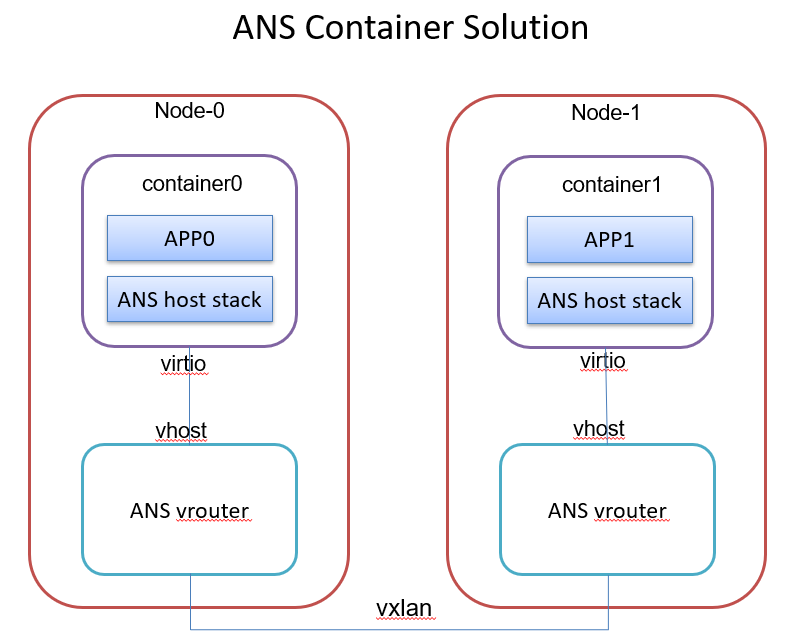 ANS Container Solution
Node-0
container0
APP0
ANS host stack
virtio
vhost
ANS vrouter
Node-1
container1
APP1
ANS host stack
virtio
vhost
ANS vrouter
vxlan